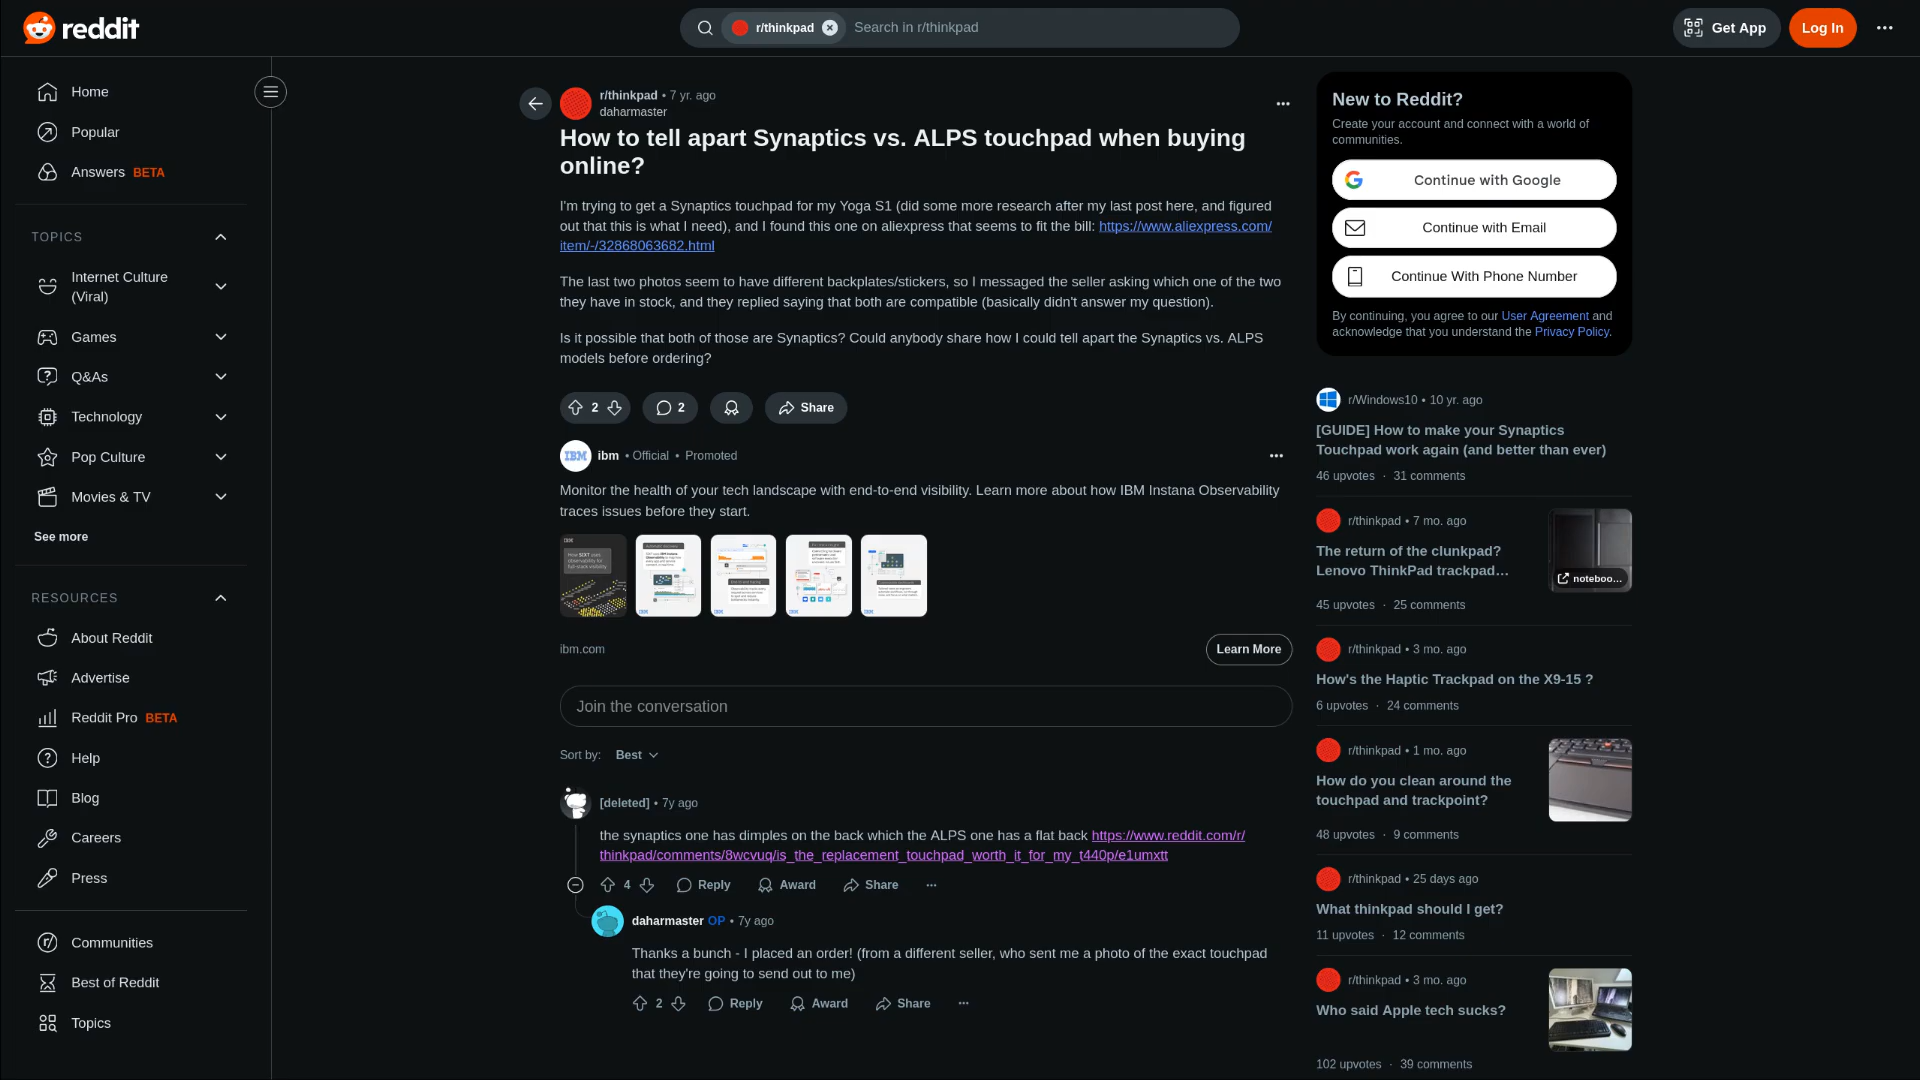 reddit
r/thinkpad
Search in r/thinkpad
Get App
Log In
Home
Popular
Answers BETA
TOPICS
Internet Culture
(Viral)
Games
Q&As
Technology
Pop Culture
Movies & TV
See more
RESOURCES
About Reddit
Advertise
Reddit Pro BETA
Help
Blog
Careers
Press
Communities
Best of Reddit
Topics
r/thinkpad • 7 yr. ago
daharmaster
How to tell apart Synaptics vs. ALPS touchpad when buying
online?
I'm trying to get a Synaptics touchpad for my Yoga S1 (did some more research after my last post here, and figured
out that this is what I need), and I found this one on aliexpress that seems to fit the bill: https://www.aliexpress.com/
item/-/32868063682.html
The last two photos seem to have different backplates/stickers, so I messaged the seller asking which one of the two
they have in stock, and they replied saying that both are compatible (basically didn't answer my question).
Is it possible that both of those are Synaptics? Could anybody share how I could tell apart the Synaptics vs. ALPS
models before ordering?
2
2
Share
IBM
ibm • Official • Promoted
Monitor the health of your tech landscape with end-to-end visibility. Learn more about how IBM Instana Observability
traces issues before they start.
ibm.com
Learn More
Join the conversation
Sort by: Best
[deleted] • 7y ago
the synaptics one has dimples on the back which the ALPS one has a flat back https://www.reddit.com/r/
thinkpad/comments/8wcvuq/is_the_replacement_touchpad_worth_it_for_my_t440p/e1umxtt
4 Reply Award Share
daharmaster OP • 7y ago
Thanks a bunch - I placed an order! (from a different seller, who sent me a photo of the exact touchpad
that they're going to send out to me)
2 Reply Award Share
New to Reddit?
Create your account and connect with a world of
communities.
Continue with Google
Continue with Email
Continue With Phone Number
By continuing, you agree to our User Agreement and
acknowledge that you understand the Privacy Policy.
r/Windows10 • 10 yr. ago
[GUIDE] How to make your Synaptics
Touchpad work again (and better than ever)
46 upvotes · 31 comments
r/thinkpad • 7 mo. ago
The return of the clunkpad?
Lenovo ThinkPad trackpad…
noteboo...
45 upvotes · 25 comments
r/thinkpad • 3 mo. ago
How's the Haptic Trackpad on the X9-15 ?
6 upvotes · 24 comments
r/thinkpad • 1 mo. ago
How do you clean around the
touchpad and trackpoint?
48 upvotes · 9 comments
r/thinkpad • 25 days ago
What thinkpad should I get?
11 upvotes · 12 comments
r/thinkpad • 3 mo. ago
Who said Apple tech sucks?
102 upvotes · 39 comments